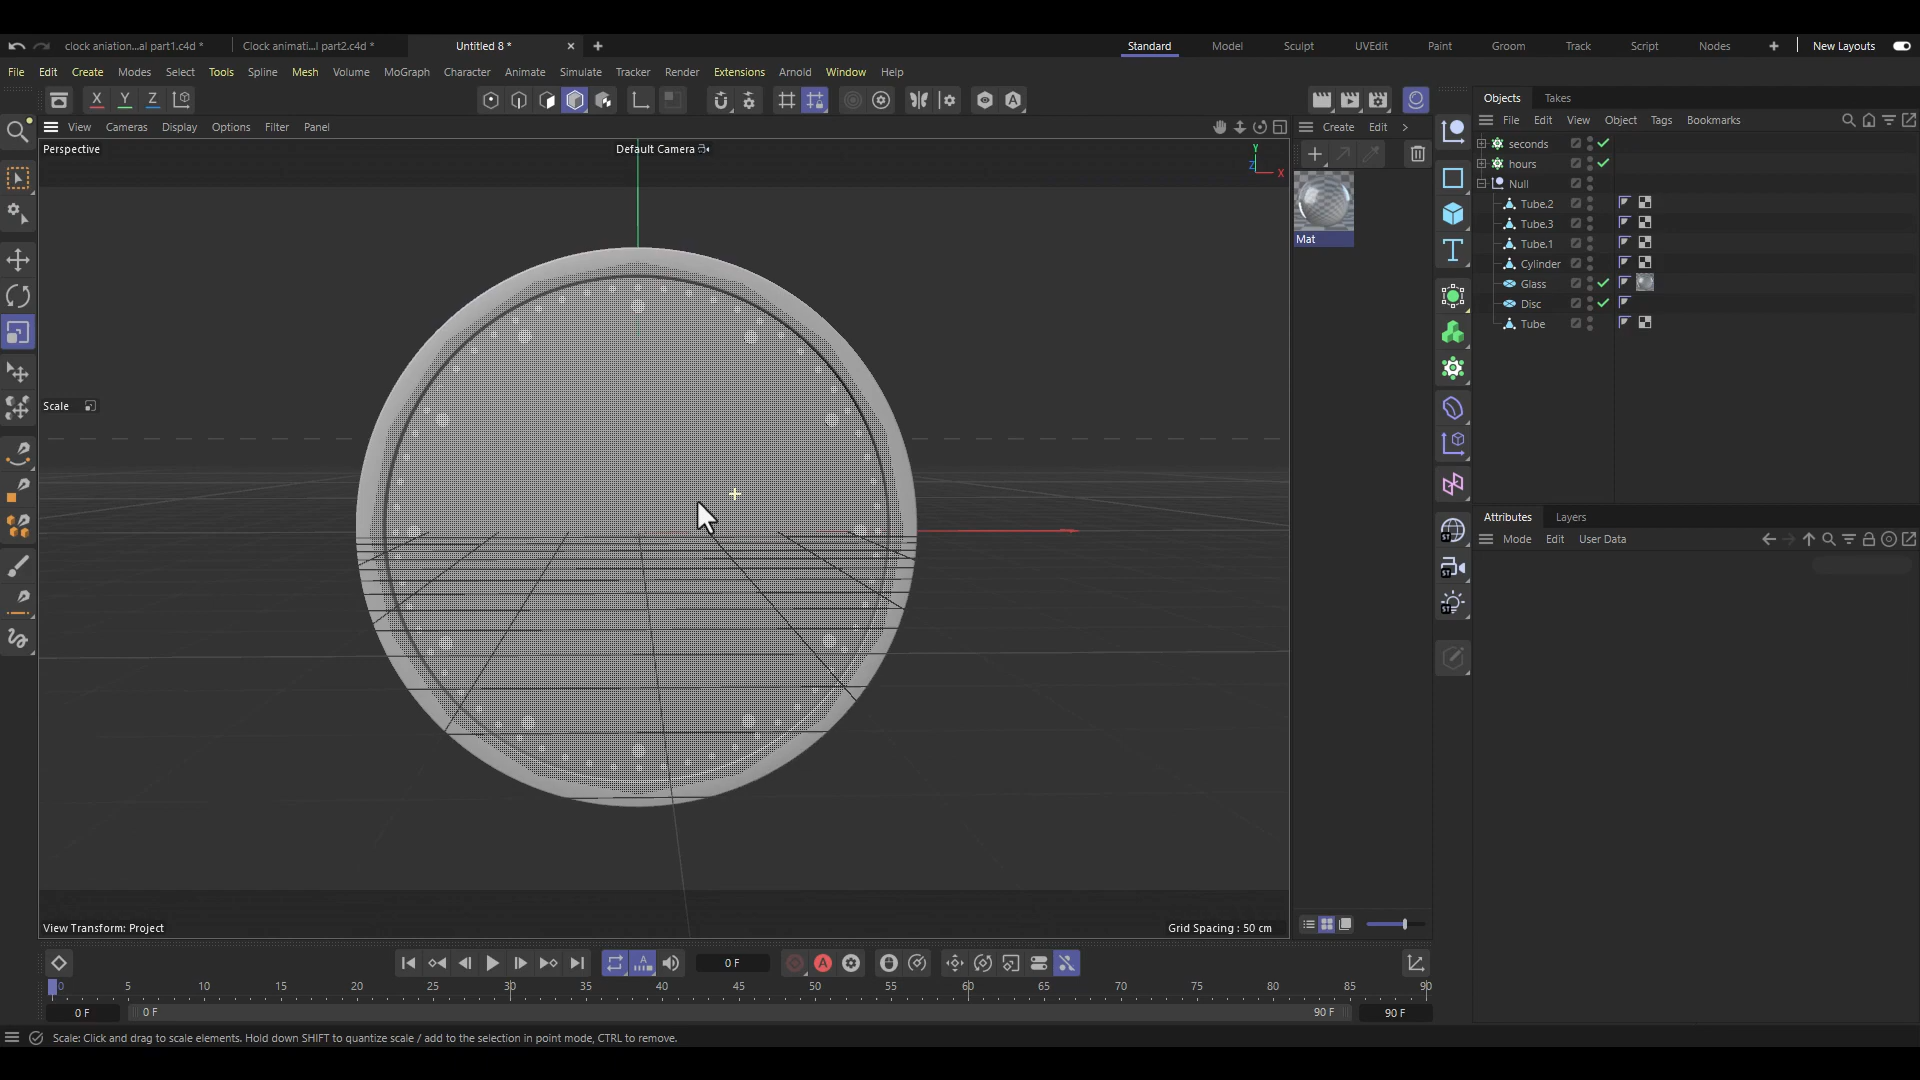 clock aniation...al part1.c4d *
Clock animati...l part2.c4d *
Untitled 8 *
Standard
Model
Sculpt
UVEdit
Paint
Groom
Track
Script
Nodes
New Layouts
File Edit Create Modes Select Tools Spline Mesh Volume MoGraph Character Animate Simulate Tracker Render Extensions Arnold Window Help
X Y Z
Objects Takes
View Cameras Display Options Filter Panel
Create Edit
File Edit View Object Tags Bookmarks
Perspective
Default Camera
Y
Z
X
seconds
hours
Null
Tube.2
Tube.3
Tube.1
Cylinder
Glass
Disc
Tube
Mat
Scale
Attributes Layers
Mode Edit User Data
View Transform: Project
Grid Spacing : 50 cm
0 F
0 5 10 15 20 25 30 35 40 45 50 55 60 65 70 75 80 85 90
0 F
0 F
90 F
90 F
Scale: Click and drag to scale elements. Hold down SHIFT to quantize scale / add to the selection in point mode, CTRL to remove.